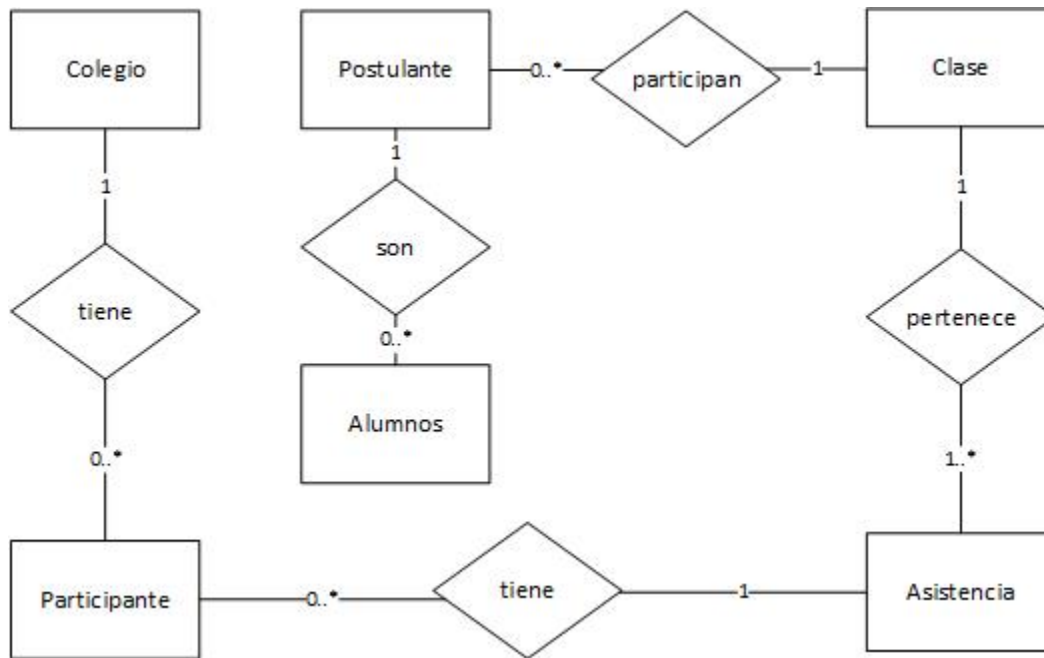 Colegio
Postulante
0..*
participan
1
Clase
1
1
1
tiene
son
pertenece
0..*
0..*
Alumnos
1..*
Participante
0..*
tiene
1
Asistencia